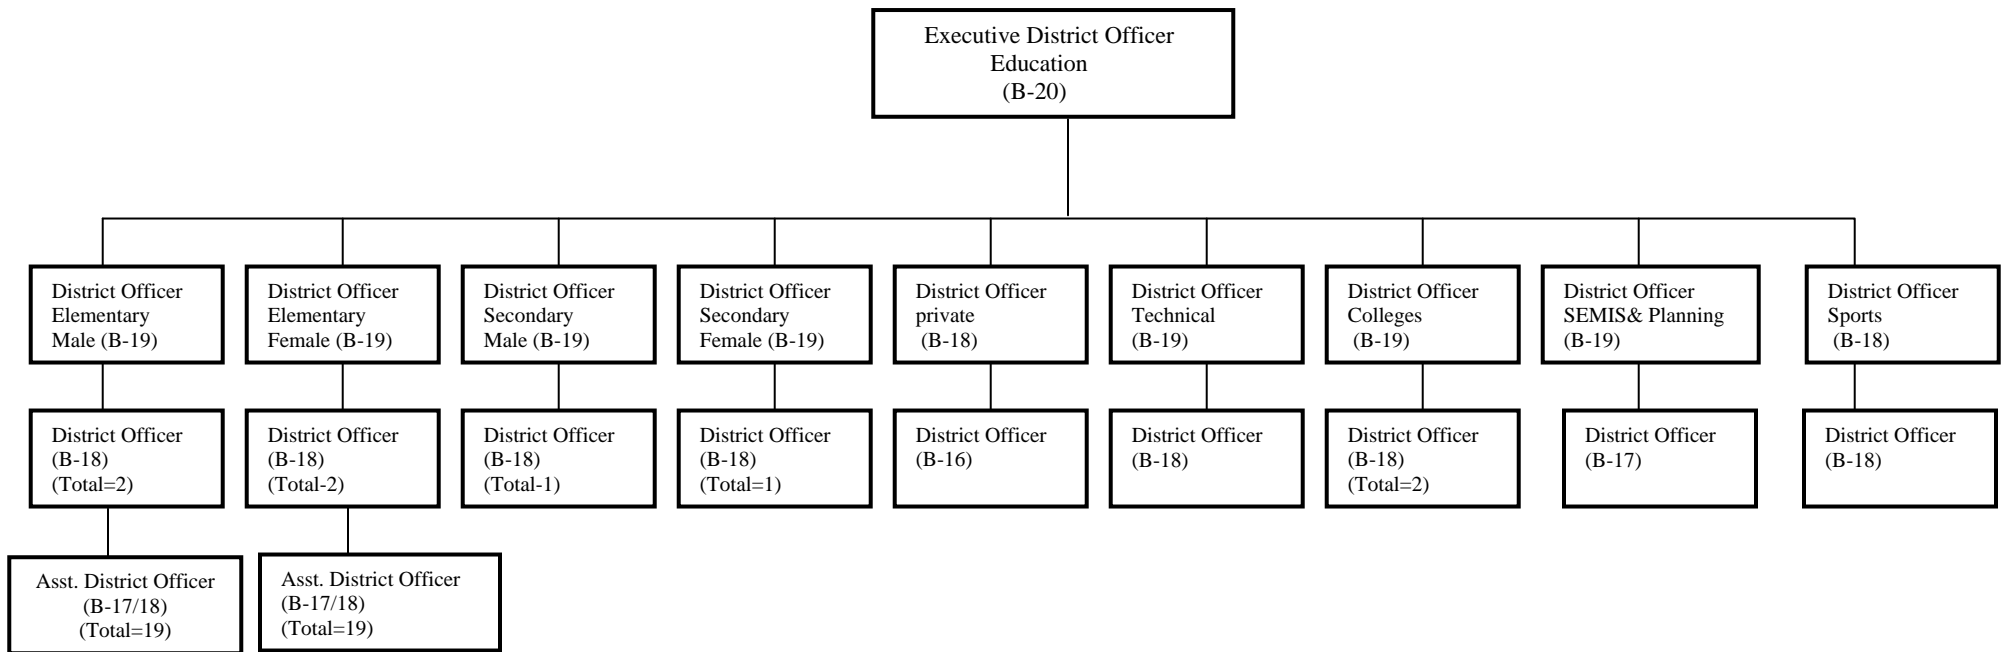 Executive District Officer
Education
(B-20)
District Officer
Elementary
Male (B-19)
District Officer
Elementary
Female (B-19)
District Officer
Secondary
Male (B-19)
District Officer
Secondary
Female (B-19)
District Officer
private
(B-18)
District Officer
Technical
(B-19)
District Officer
Colleges
(B-19)
District Officer
SEMIS& Planning
(B-19)
District Officer
Sports
(B-18)
District Officer
(B-18)
(Total=2)
District Officer
(B-18)
(Total-2)
District Officer
(B-18)
(Total-1)
District Officer
(B-18)
(Total=1)
District Officer
(B-16)
District Officer
(B-18)
District Officer
(B-18)
(Total=2)
District Officer
(B-17)
District Officer
(B-18)
Asst. District Officer
(B-17/18)
(Total=19)
Asst. District Officer
(B-17/18)
(Total=19)